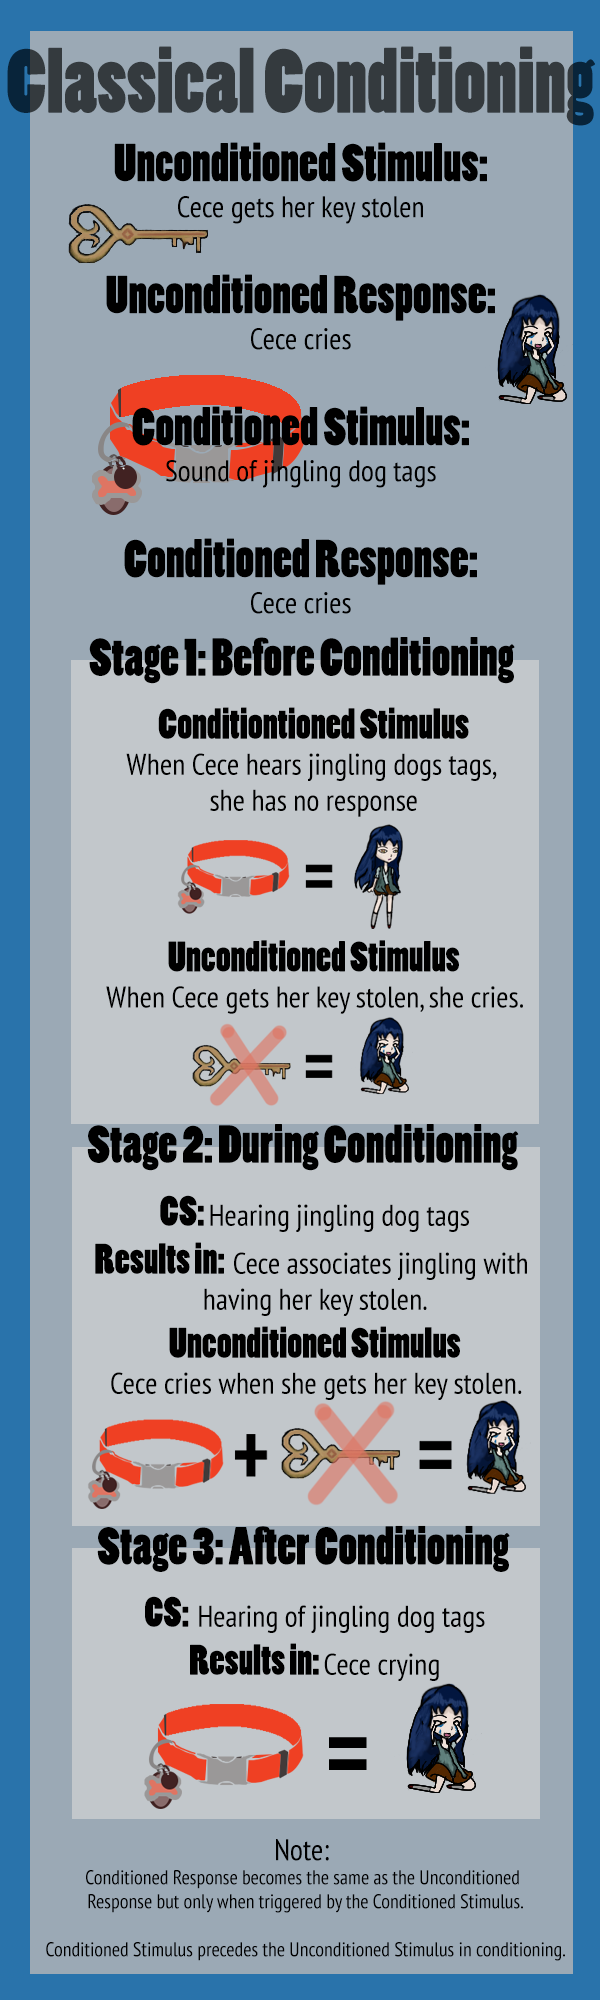 Classical Conditioning
Unconditioned Stimulus:
Cece gets her key stolen
Unconditioned Response:
Cece cries
Conditioned Stimulus:
Sound of jingling dog tags
Conditioned Response:
Cece cries
Stage 1: Before Conditioning
Conditiontioned Stimulus
When Cece hears jingling dogs tags,
she has no response
=
Unconditioned Stimulus
When Cece gets her key stolen, she cries.
=
Stage 2: During Conditioning
CS: Hearing jingling dog tags
Results in: Cece associates jingling with
having her key stolen.
Unconditioned Stimulus
Cece cries when she gets her key stolen.
+ =
Stage 3: After Conditioning
CS: Hearing of jingling dog tags
Results in: Cece crying
=
Note:
Conditioned Response becomes the same as the Unconditioned
Response but only when triggered by the Conditioned Stimulus.
Conditioned Stimulus precedes the Unconditioned Stimulus in conditioning.